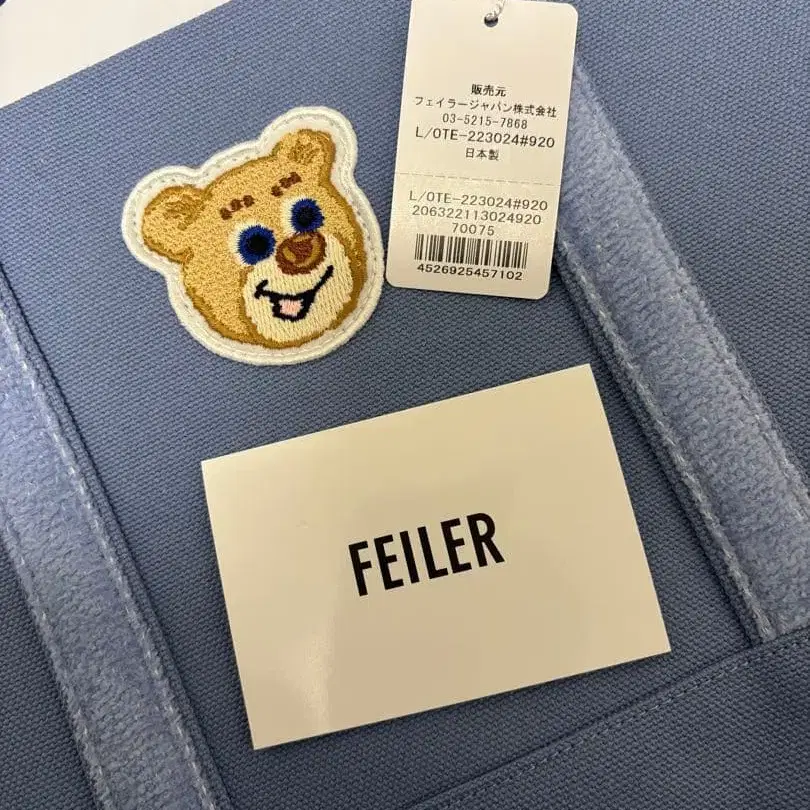 販売元
フェイラージャパン株式会社
03-5215-7868
L/OTE-223024#920
日本製
L/OTE-223024#920
206322113024920
70075
4526925457102
FEILER